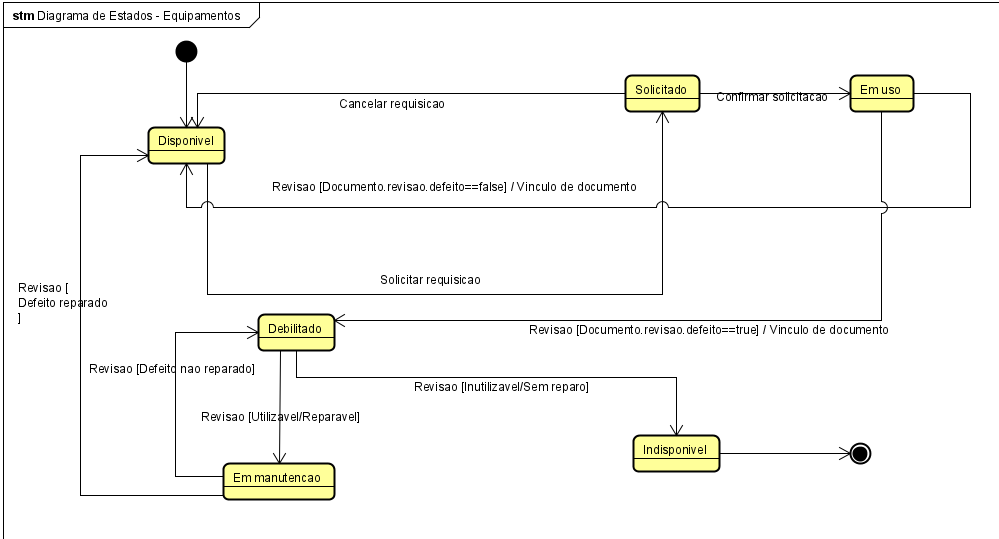 stm Diagrama de Estados - Equipamentos
Solicitado
Em uso
Cancelar requisicao
Confirmar solicitacao
Disponivel
Revisao [Documento.revisao.defeito==false] / Vinculo de documento
Solicitar requisicao
Revisao [
Defeito reparado
]
Debilitado
Revisao [Documento.revisao.defeito==true] / Vinculo de documento
Revisao [Defeito nao reparado]
Revisao [Inutilizavel/Sem reparo]
Revisao [Utilizavel/Reparavel]
Indisponivel
Em manutencao